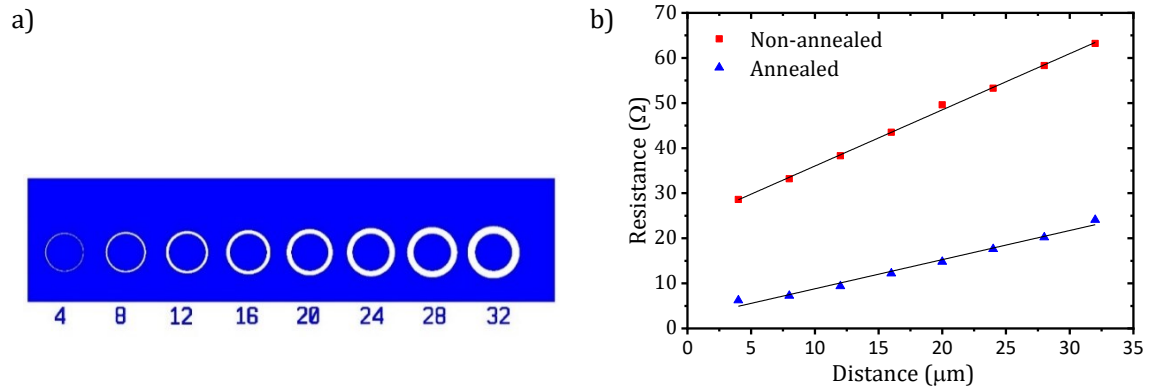 a)
4 8 12 16 20 24 28 32
b)
Non-annealed
Annealed
Resistance (Ω)
70
60
50
40
30
20
10
0
0 5 10 15 20 25 30 35
Distance (μm)